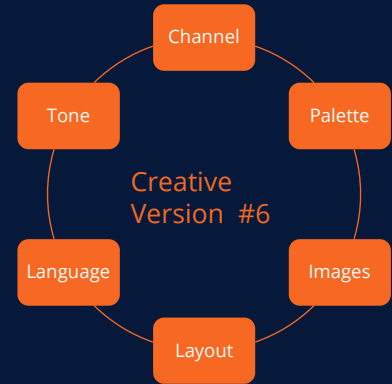 Channel
Tone
Palette
Creative
Version #6
Language
Images
Layout